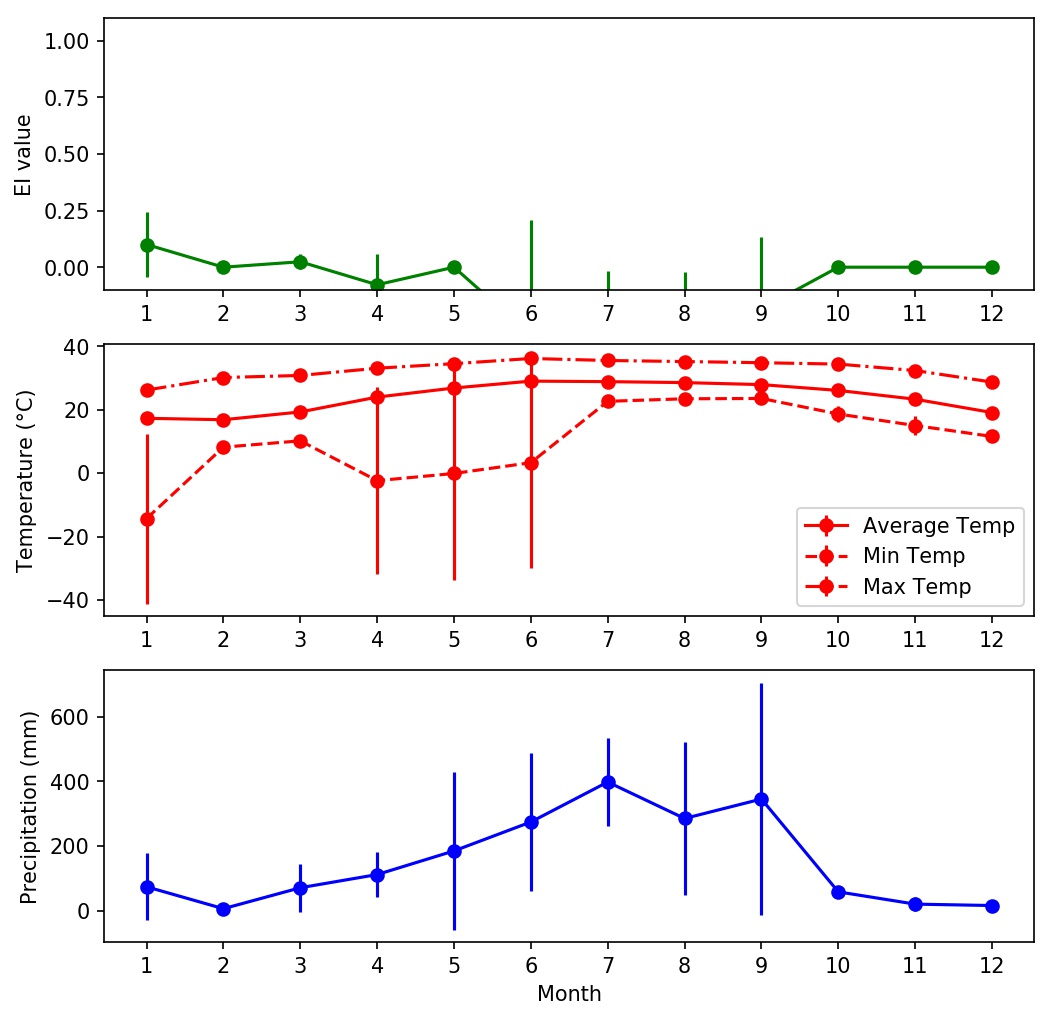 EI value
1.00
0.75
0.50
0.25
0.00
1 2 3 4 5 6 7 8 9 10 11 12
Temperature (°C)
40
20
0
−20
−40
Average Temp
Min Temp
Max Temp
1 2 3 4 5 6 7 8 9 10 11 12
Precipitation (mm)
600
400
200
0
1 2 3 4 5 6 7 8 9 10 11 12
Month